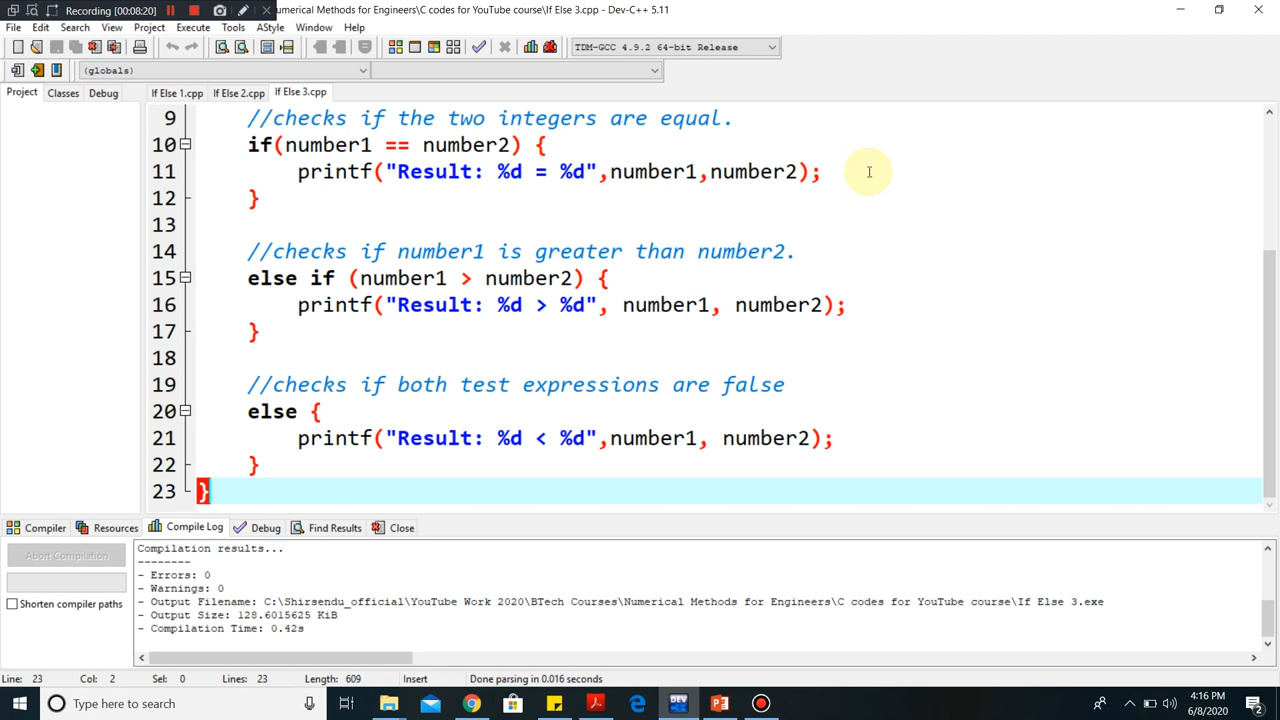 Recording [00:08:20]
Numerical Methods for Engineers\C codes for YouTube course\If Else 3.cpp - Dev-C++ 5.11
File Edit Search View Project Execute Tools AStyle Window Help
TDM-GCC 4.9.2 64-bit Release
(globals)
Project Classes Debug If Else 1.cpp If Else 2.cpp If Else 3.cpp
9 //checks if the two integers are equal.
10 if(number1 == number2) {
11 printf("Result: %d = %d",number1,number2);
12 }
13
14 //checks if number1 is greater than number2.
15 else if (number1 > number2) {
16 printf("Result: %d > %d", number1, number2);
17 }
18
19 //checks if both test expressions are false
20 else {
21 printf("Result: %d < %d",number1, number2);
22 }
23 }
Compiler Resources Compile Log Debug Find Results Close
Abort Compilation
Shorten compiler paths
Compilation results...
--------
- Errors: 0
- Warnings: 0
- Output Filename: C:\Shirsendu_official\YouTube Work 2020\BTech Courses\Numerical Methods for Engineers\C codes for YouTube course\If Else 3.exe
- Output Size: 128.6015625 KiB
- Compilation Time: 0.42s
Line: 23 Col: 2 Sel: 0 Lines: 23 Length: 609 Insert Done parsing in 0.016 seconds
Type here to search
DEV
4:16 PM
6/8/2020
2